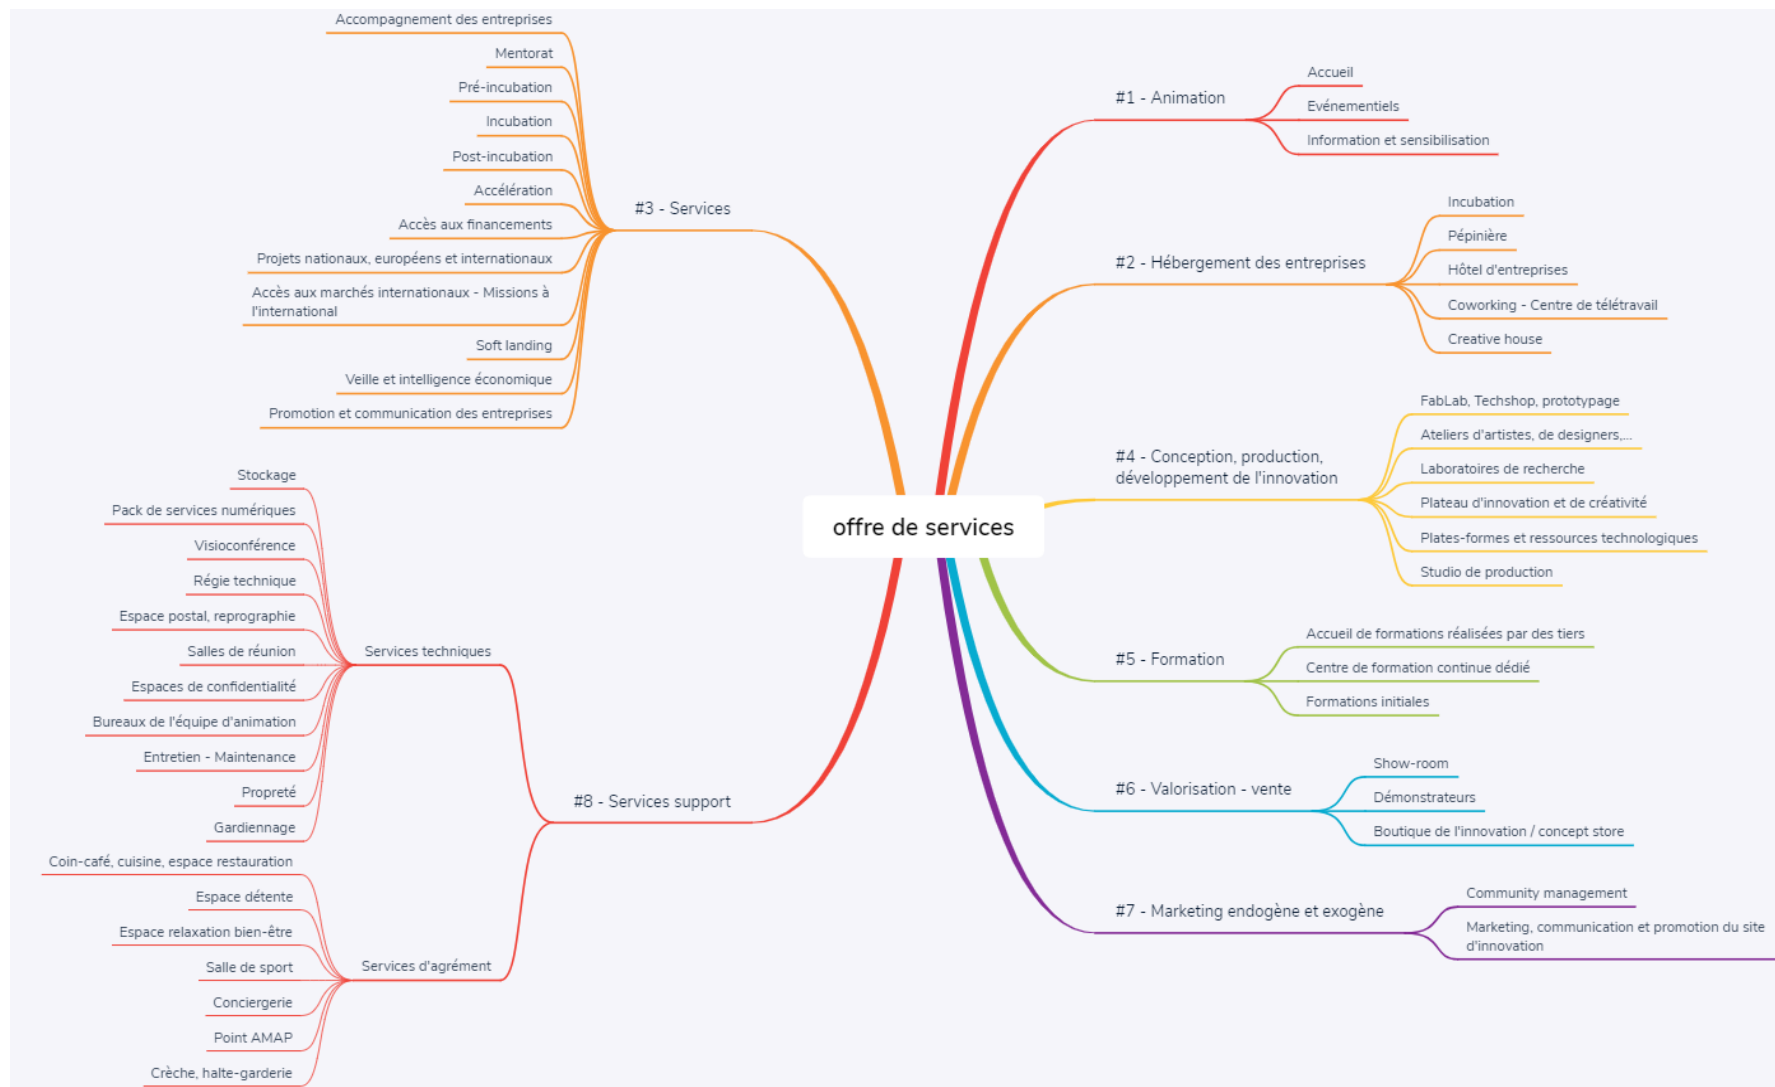 offre de services
#1 - Animation
Accueil
Evénementiels
Information et sensibilisation
#2 - Hébergement des entreprises
Incubation
Pépinière
Hôtel d'entreprises
Coworking - Centre de télétravail
Creative house
#3 - Services
Accompagnement des entreprises
Mentorat
Pré-incubation
Incubation
Post-incubation
Accélération
Accès aux financements
Projets nationaux, européens et internationaux
Accès aux marchés internationaux - Missions à
l'international
Soft landing
Veille et intelligence économique
Promotion et communication des entreprises
#4 - Conception, production,
développement de l'innovation
FabLab, Techshop, prototypage
Ateliers d'artistes, de designers,...
Laboratoires de recherche
Plateau d'innovation et de créativité
Plates-formes et ressources technologiques
Studio de production
#5 - Formation
Accueil de formations réalisées par des tiers
Centre de formation continue dédié
Formations initiales
#6 - Valorisation - vente
Show-room
Démonstrateurs
Boutique de l'innovation / concept store
#7 - Marketing endogène et exogène
Community management
Marketing, communication et promotion du site
d'innovation
#8 - Services support
Services techniques
Stockage
Pack de services numériques
Visioconférence
Régie technique
Espace postal, reprographie
Salles de réunion
Espaces de confidentialité
Bureaux de l'équipe d'animation
Entretien - Maintenance
Propreté
Gardiennage
Services d'agrément
Coin-café, cuisine, espace restauration
Espace détente
Espace relaxation bien-être
Salle de sport
Conciergerie
Point AMAP
Crèche, halte-garderie